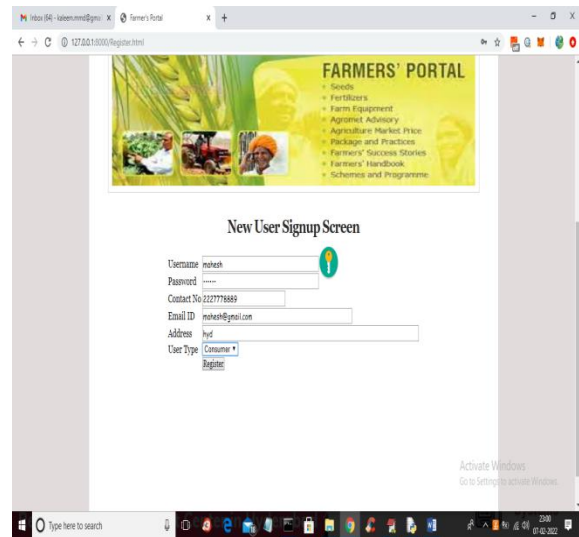 Inbox (64) - kaleem.mmd@gmai
Farmer's Portal
127.0.0.1:8000/Register.html
FARMERS' PORTAL
Seeds
Fertilizers
Farm Equipment
Agromet Advisory
Agriculture Market Price
Package and Practices
Farmers' Success Stories
Farmers' Handbook
Schemes and Programme
New User Signup Screen
Username mahesh
Password ······
Contact No 2227778889
Email ID mahesh@gmail.com
Address hyd
User Type Consumer
Register
Activate Windows
Go to Settings to activate Windows.
Type here to search
23:00
07-02-2022